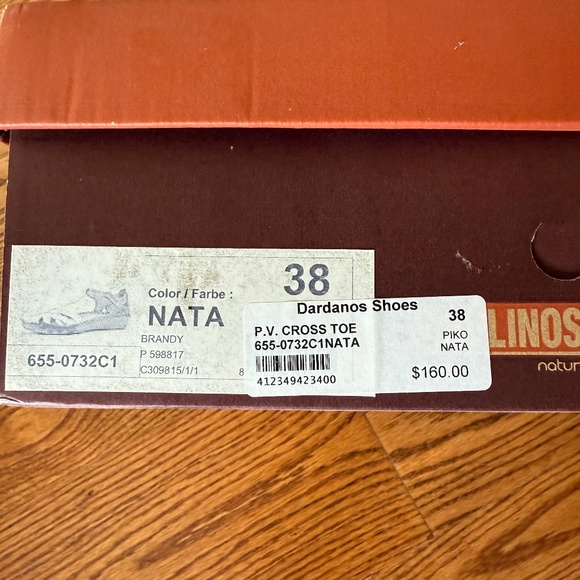 38
Color / Farbe :
NATA
BRANDY
P 598817
655-0732C1
C309815/1/1
8
Dardanos Shoes
P.V. CROSS TOE
38
655-0732C1NATA
PIKO
NATA
412349423400
$160.00
LINOS
natur